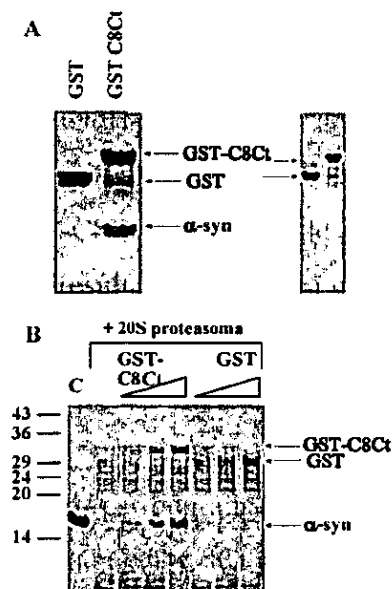 A
GST
GST C8Ct
GST-C8Ct
GST
α-syn
B
+ 20S proteasoma
C
GST-
C8Ct
GST
43
36
29
24
20
14
GST-C8Ct
GST
α-syn